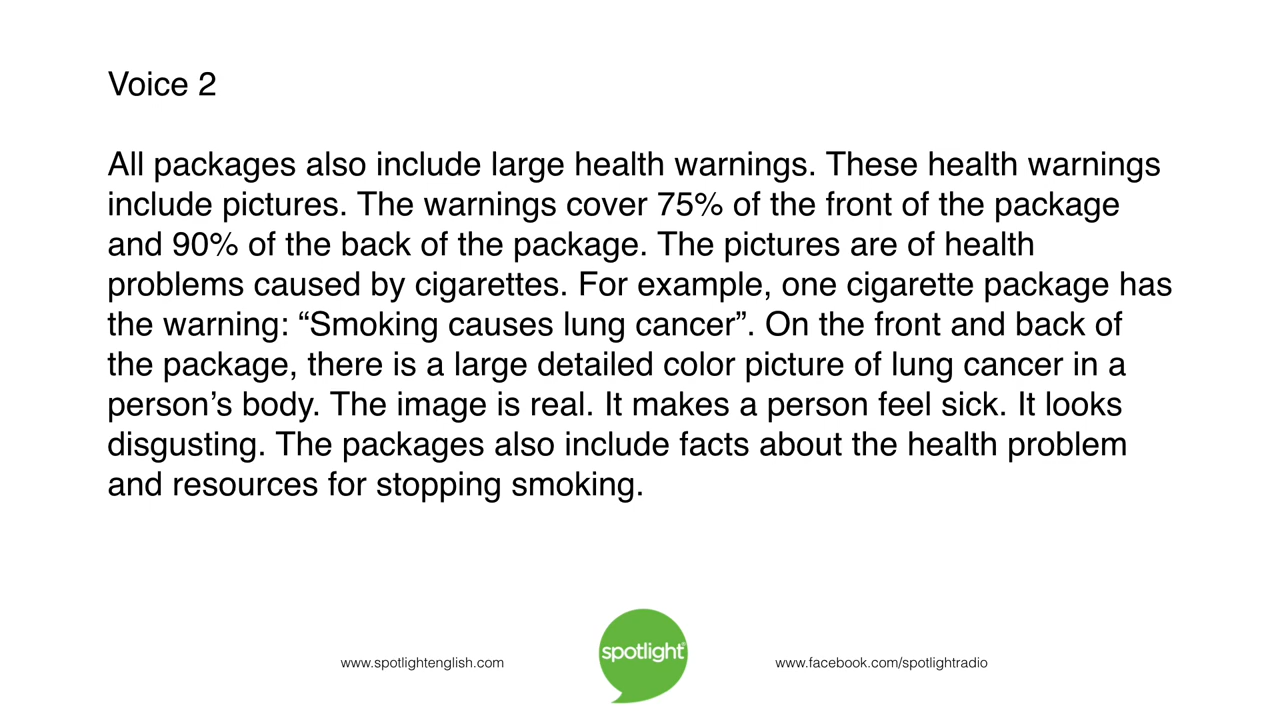 Voice 2
All packages also include large health warnings. These health warnings
include pictures. The warnings cover 75% of the front of the package
and 90% of the back of the package. The pictures are of health
problems caused by cigarettes. For example, one cigarette package has
the warning: “Smoking causes lung cancer”. On the front and back of
the package, there is a large detailed color picture of lung cancer in a
person’s body. The image is real. It makes a person feel sick. It looks
disgusting. The packages also include facts about the health problem
and resources for stopping smoking.
www.spotlightenglish.com
spotlight®
www.facebook.com/spotlightradio